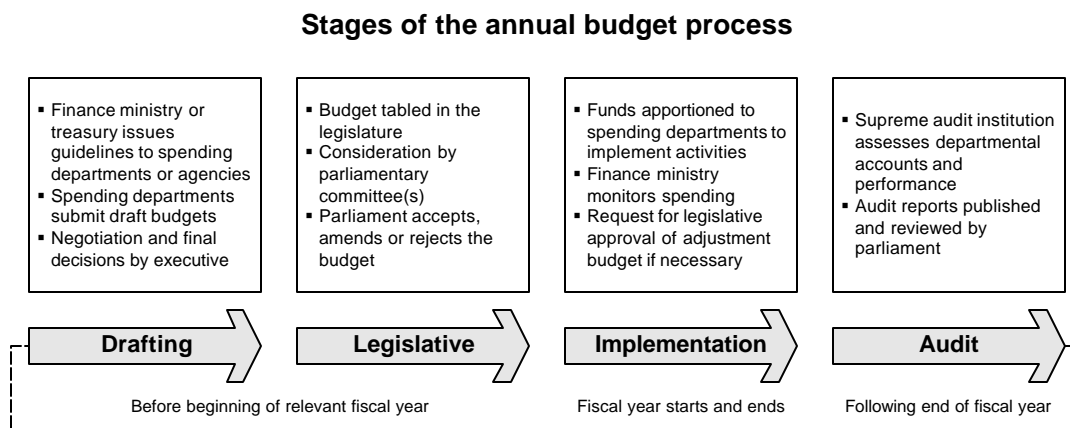 Stages of the annual budget process
▪ Finance ministry or
treasury issues
guidelines to spending
departments or agencies
▪ Spending departments
submit draft budgets
▪ Negotiation and final
decisions by executive
▪ Budget tabled in the
legislature
▪ Consideration by
parliamentary
committee(s)
▪ Parliament accepts,
amends or rejects the
budget
▪ Funds apportioned to
spending departments to
implement activities
▪ Finance ministry
monitors spending
▪ Request for legislative
approval of adjustment
budget if necessary
▪ Supreme audit institution
assesses departmental
accounts and
performance
▪ Audit reports published
and reviewed by
parliament
Drafting
Legislative
Implementation
Audit
Before beginning of relevant fiscal year
Fiscal year starts and ends
Following end of fiscal year